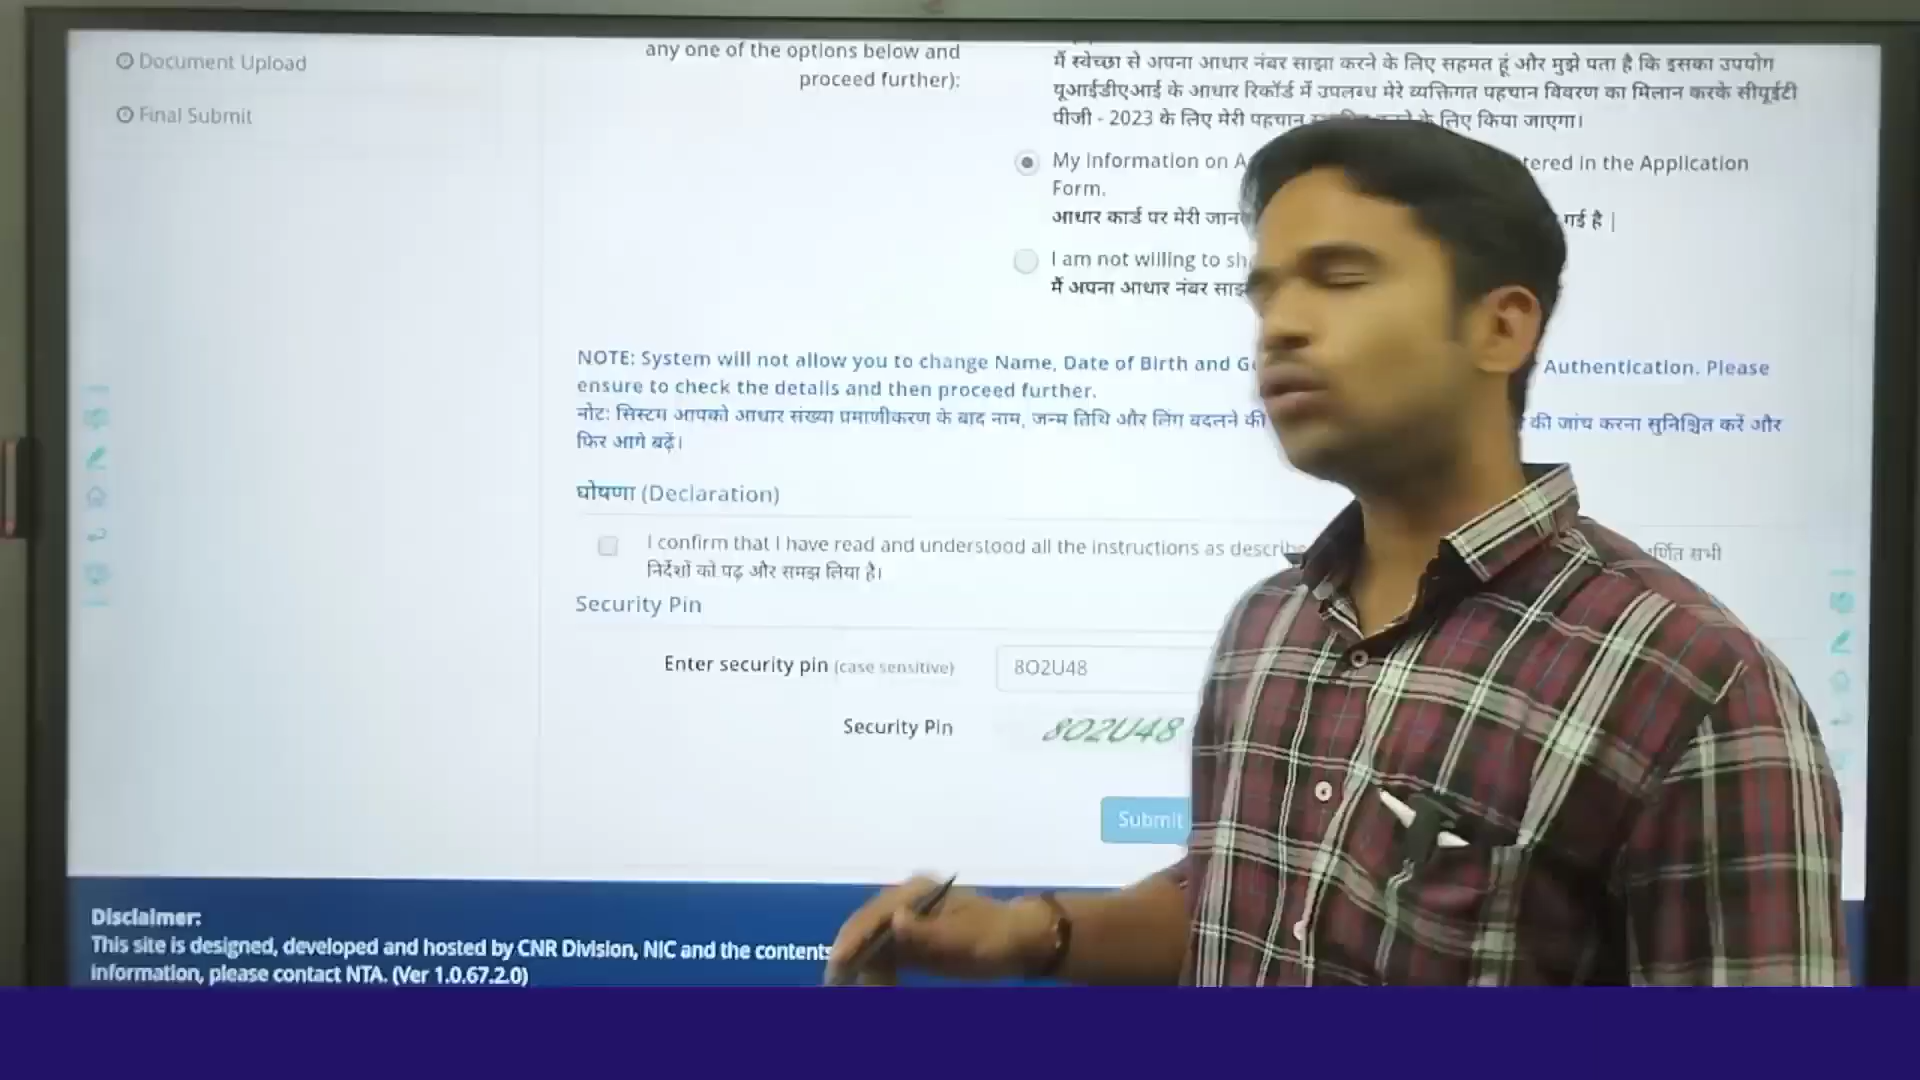 Document Upload
Final Submit
any one of the options below and
proceed further):
मैं स्वेच्छा से अपना आधार नंबर साझा करने के लिए सहमत हूं और मुझे पता है कि इसका उपयोग
यूआईडीएआई के आधार रिकॉर्ड में उपलब्ध मेरे व्यक्तिगत पहचान विवरण का मिलान करके सीयूईटी
पीजी - 2023 के लिए मेरी पहचान के लिए किया जाएगा।
My Information on in the Application
Form.
आधार कार्ड पर मेरी गई है |
I am not willing to
मैं अपना आधार नंबर
NOTE: System will not allow you to change Name, Date of Birth and Authentication. Please
ensure to check the details and then proceed further.
नोट: सिस्टम आपको आधार संख्या प्रमाणीकरण के बाद नाम, जन्म तिथि और लिंग बदलने की की जांच करना सुनिश्चित करें और
फिर आगे बढ़ें।
घोषणा (Declaration)
I confirm that I have read and understood all the instructions as सभी
निर्देशों को पढ़ और समझ लिया है।
Security Pin
Enter security pin (case sensitive) 8O2U48
Security Pin 8O2U48
Submit
Disclaimer:
This site is designed, developed and hosted by CNR Division, NIC and the contents
information, please contact NTA. (Ver 1.0.67.2.0)